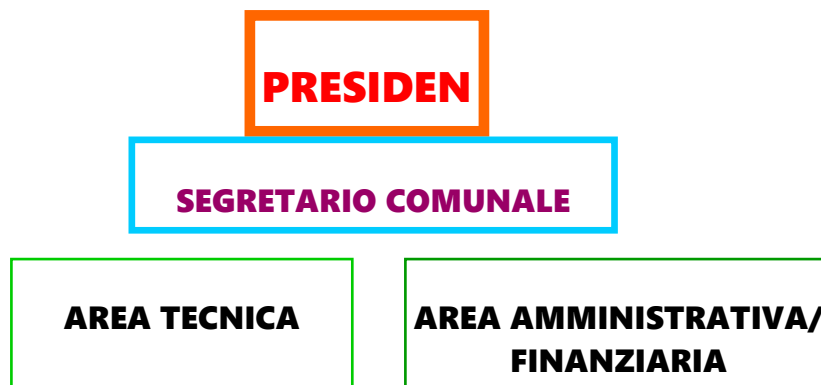 PRESIDEN
SEGRETARIO COMUNALE
AREA TECNICA
AREA AMMINISTRATIVA/
FINANZIARIA